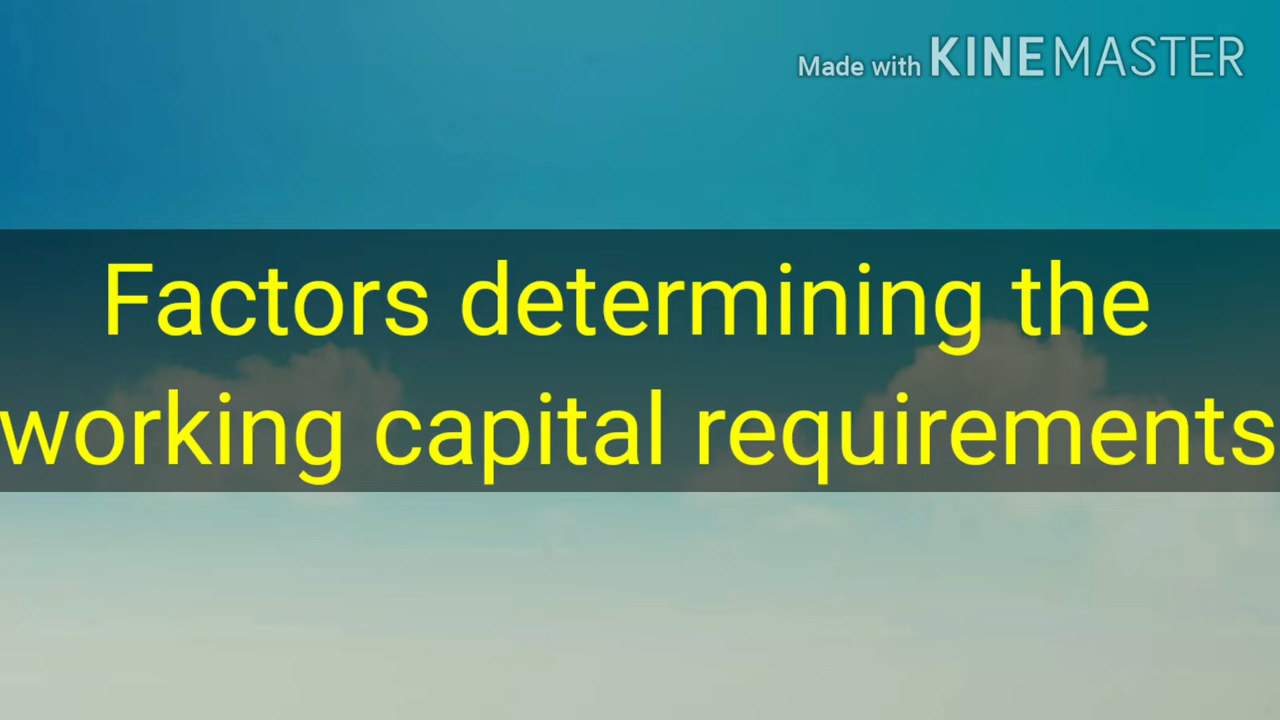 Made with KINEMASTER
Factors determining the
working capital requirements